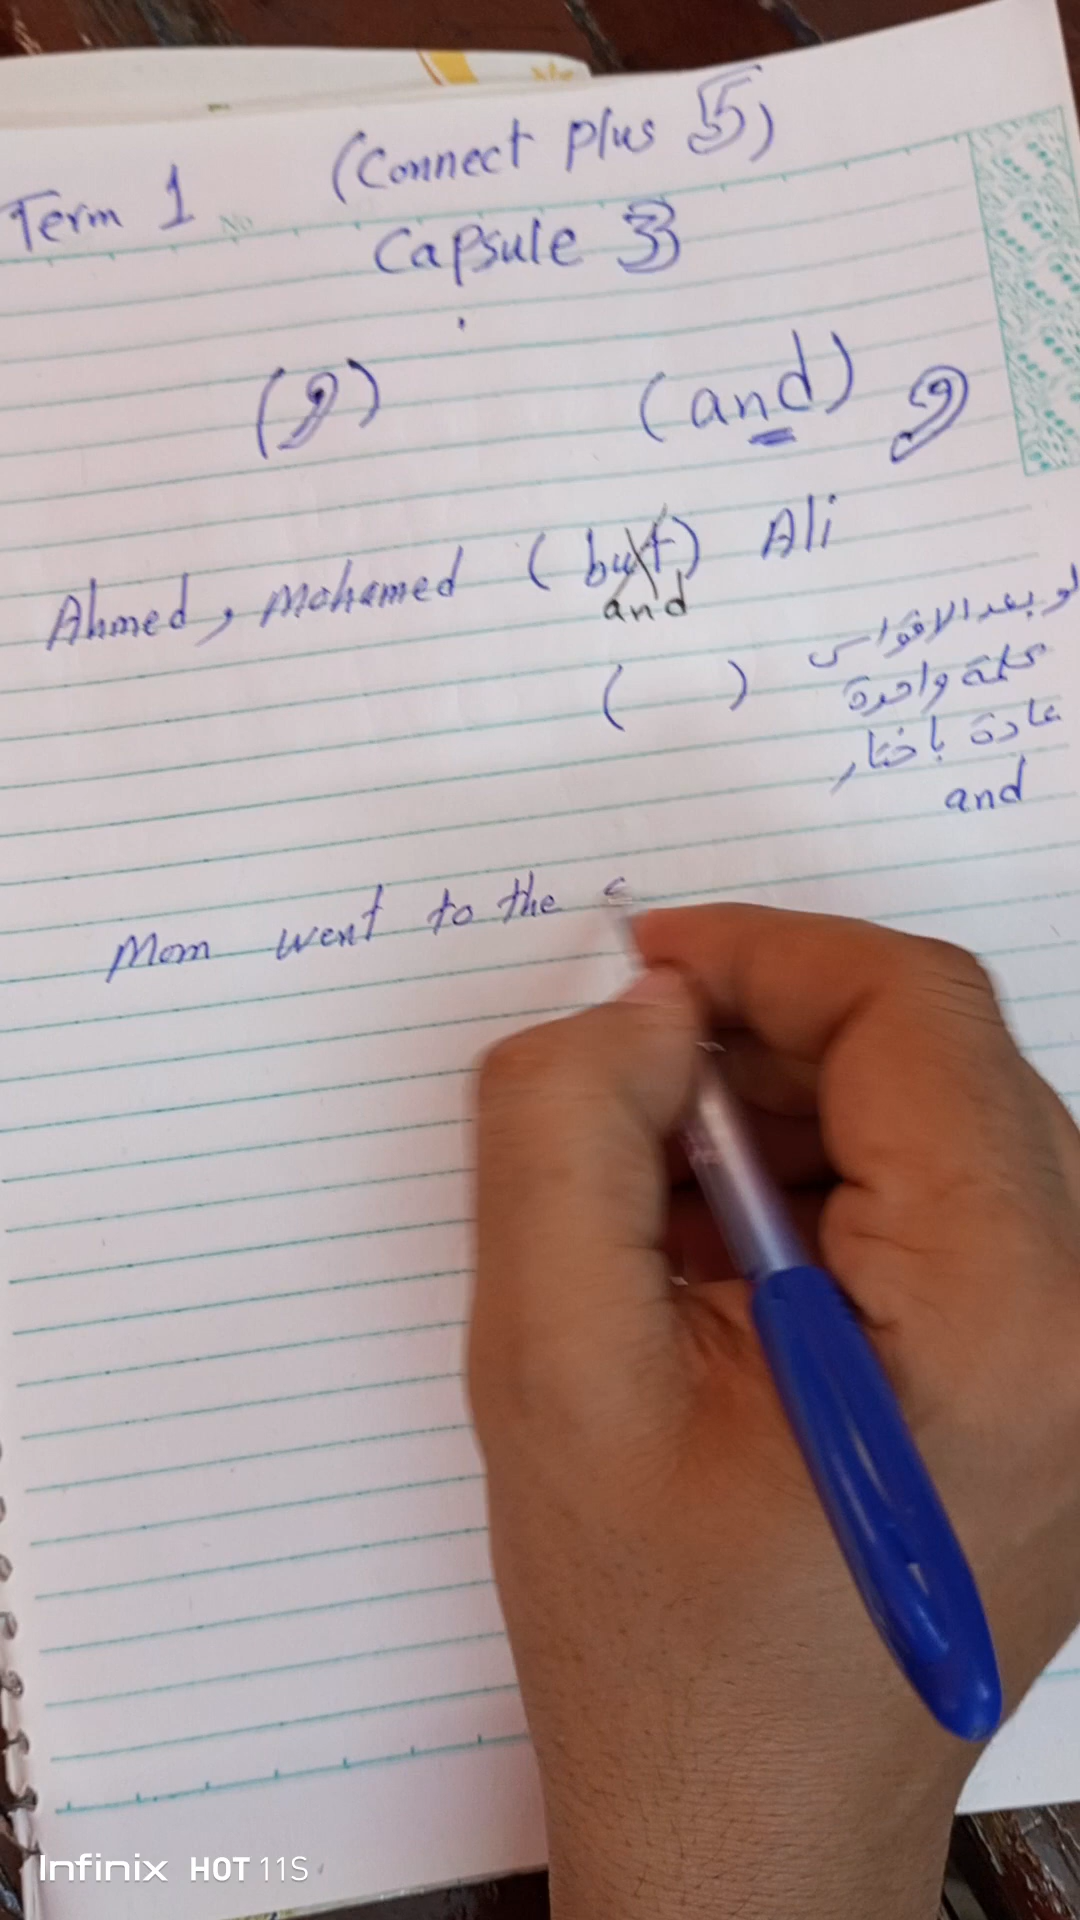 Term 1 (Connect plus 5)
Capsule 3
(و) (and) و
Ahmed, Mohamed (but) Ali
and
( ) لو بعد الاقواس
كلمة واحدة
عادة باختار
and
Mom went to the
Infinix HOT 11S